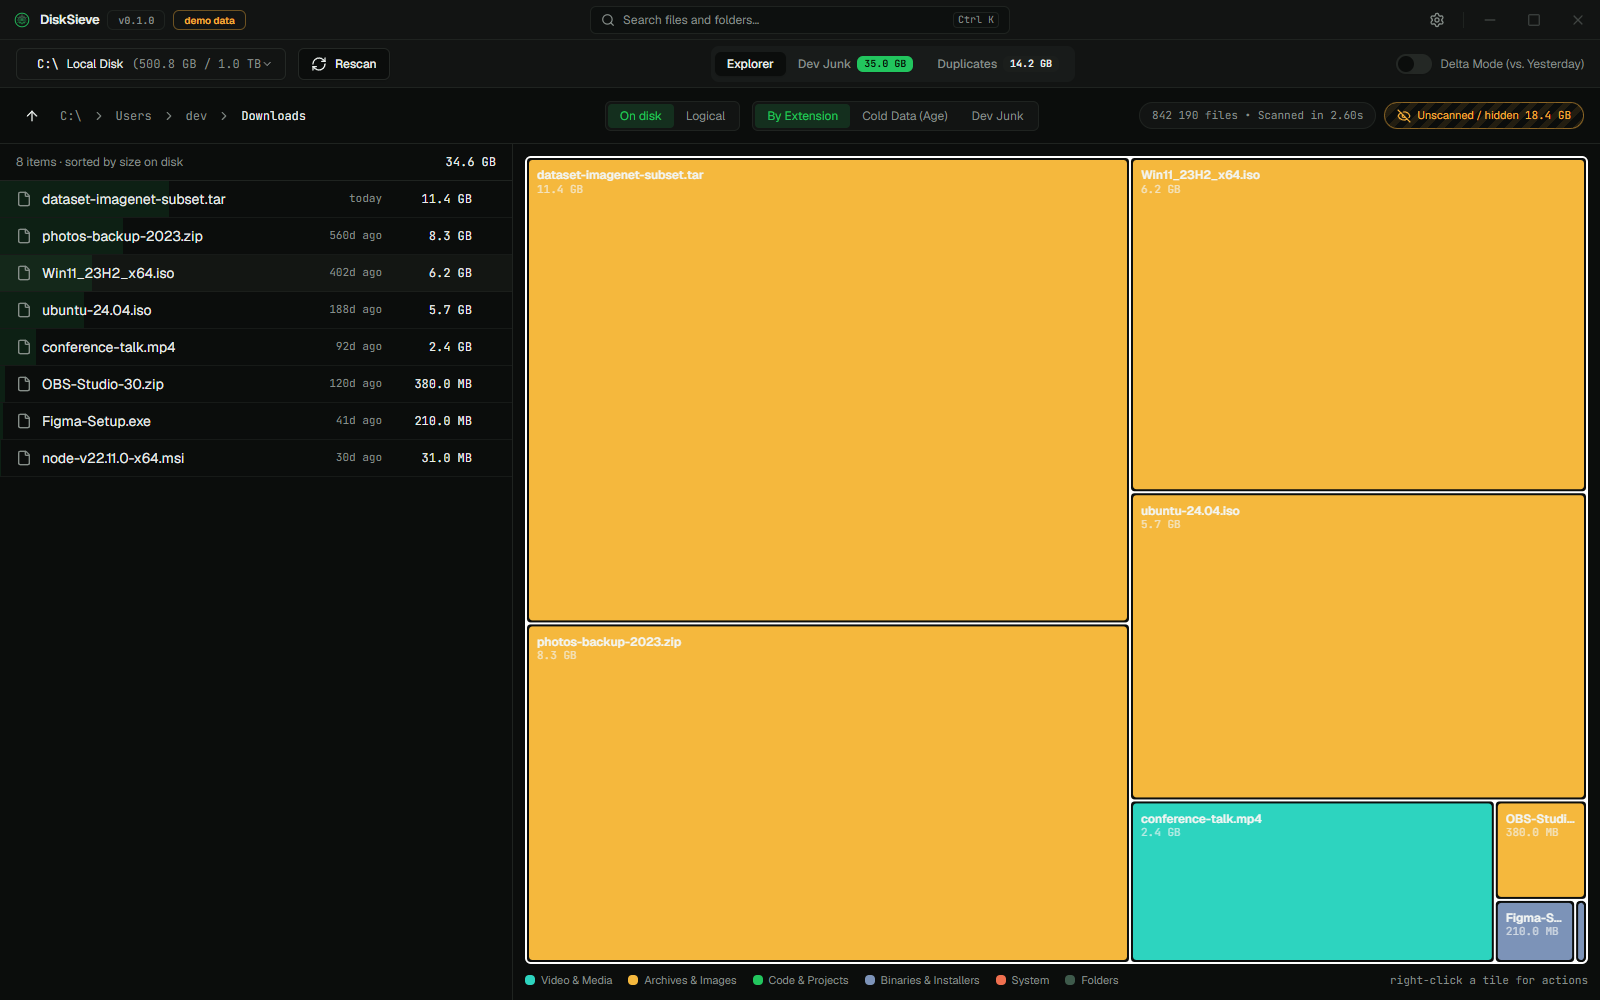 DiskSieve v0.1.0 demo data Search files and folders... Ctrl K
C:\ Local Disk (500.8 GB / 1.0 TB Rescan Explorer Dev Junk 35.0 GB Duplicates 14.2 GB Delta Mode (vs. Yesterday)
C:\ > Users > dev > Downloads On disk Logical By Extension Cold Data (Age) Dev Junk 842 190 files • Scanned in 2.60s Unscanned / hidden 18.4 GB
8 items · sorted by size on disk 34.6 GB
dataset-imagenet-subset.tar today 11.4 GB
photos-backup-2023.zip 560d ago 8.3 GB
Win11_23H2_x64.iso 402d ago 6.2 GB
ubuntu-24.04.iso 188d ago 5.7 GB
conference-talk.mp4 92d ago 2.4 GB
OBS-Studio-30.zip 120d ago 380.0 MB
Figma-Setup.exe 41d ago 210.0 MB
node-v22.11.0-x64.msi 30d ago 31.0 MB
dataset-imagenet-subset.tar
11.4 GB
Win11_23H2_x64.iso
6.2 GB
ubuntu-24.04.iso
5.7 GB
photos-backup-2023.zip
8.3 GB
conference-talk.mp4
2.4 GB
OBS-Studi...
380.0 MB
Figma-S...
210.0 MB
Video & Media Archives & Images Code & Projects Binaries & Installers System Folders right-click a tile for actions